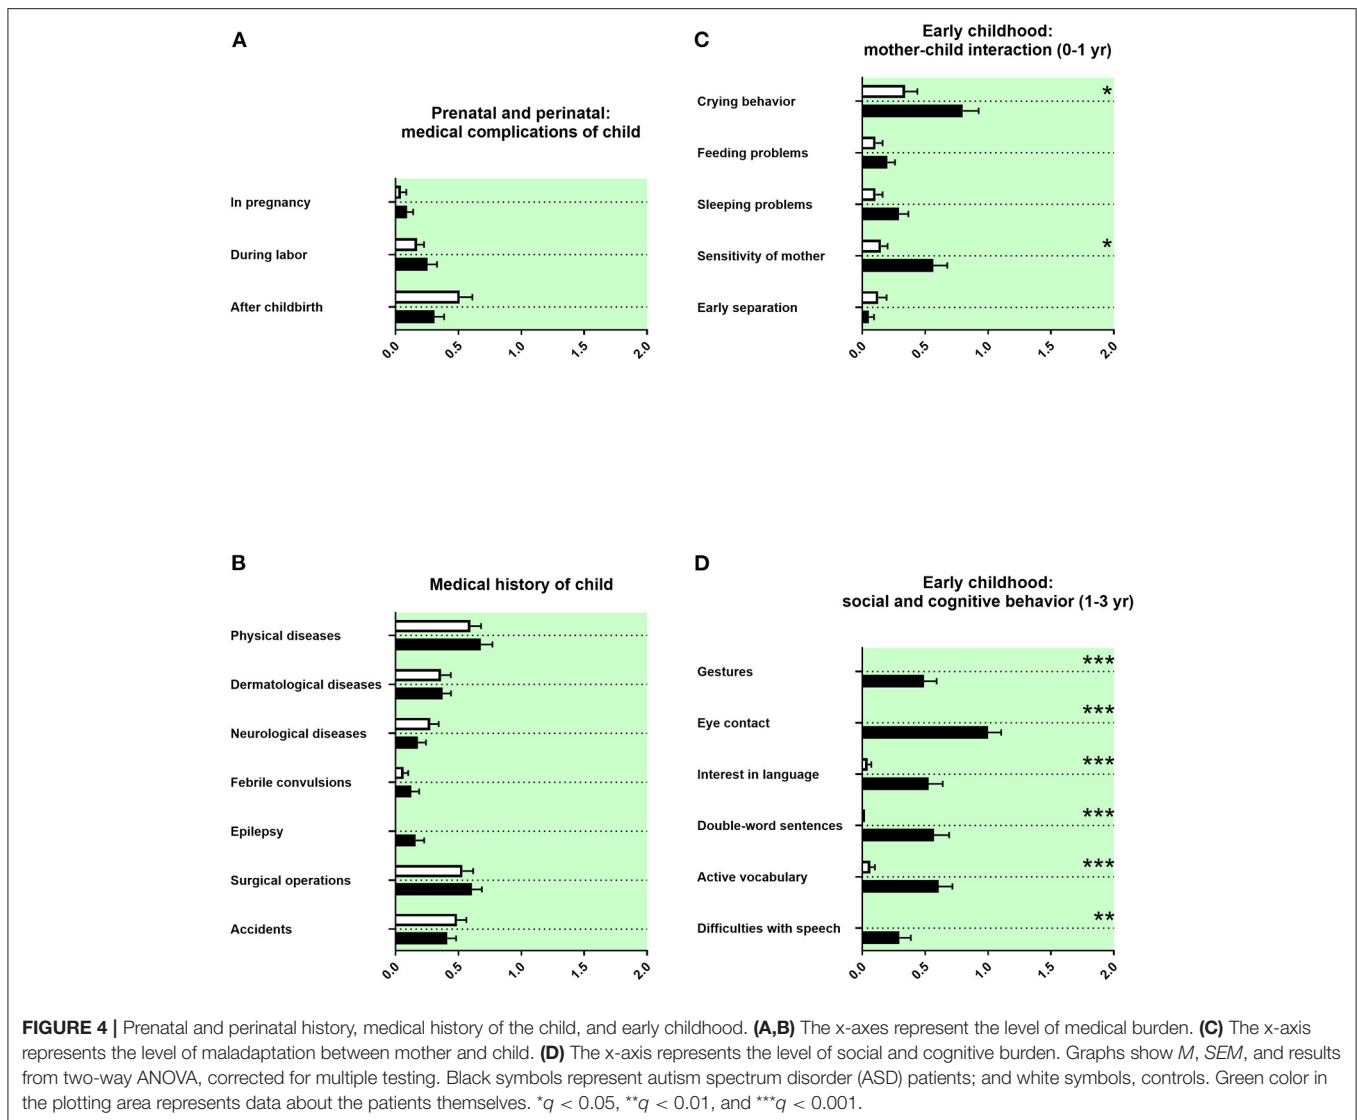 A
Prenatal and perinatal:
medical complications of child
In pregnancy
During labor
After childbirth
0.0 0.5 1.0 1.5 2.0
B
Medical history of child
Physical diseases
Dermatological diseases
Neurological diseases
Febrile convulsions
Epilepsy
Surgical operations
Accidents
0.0 0.5 1.0 1.5 2.0
C
Early childhood:
mother-child interaction (0-1 yr)
Crying behavior *
Feeding problems
Sleeping problems
Sensitivity of mother *
Early separation
0.0 0.5 1.0 1.5 2.0
D
Early childhood:
social and cognitive behavior (1-3 yr)
Gestures ***
Eye contact ***
Interest in language ***
Double-word sentences ***
Active vocabulary ***
Difficulties with speech **
0.0 0.5 1.0 1.5 2.0
FIGURE 4 | Prenatal and perinatal history, medical history of the child, and early childhood. (A,B) The x-axes represent the level of medical burden. (C) The x-axis
represents the level of maladaptation between mother and child. (D) The x-axis represents the level of social and cognitive burden. Graphs show M, SEM, and results
from two-way ANOVA, corrected for multiple testing. Black symbols represent autism spectrum disorder (ASD) patients; and white symbols, controls. Green color in
the plotting area represents data about the patients themselves. *q < 0.05, **q < 0.01, and ***q < 0.001.